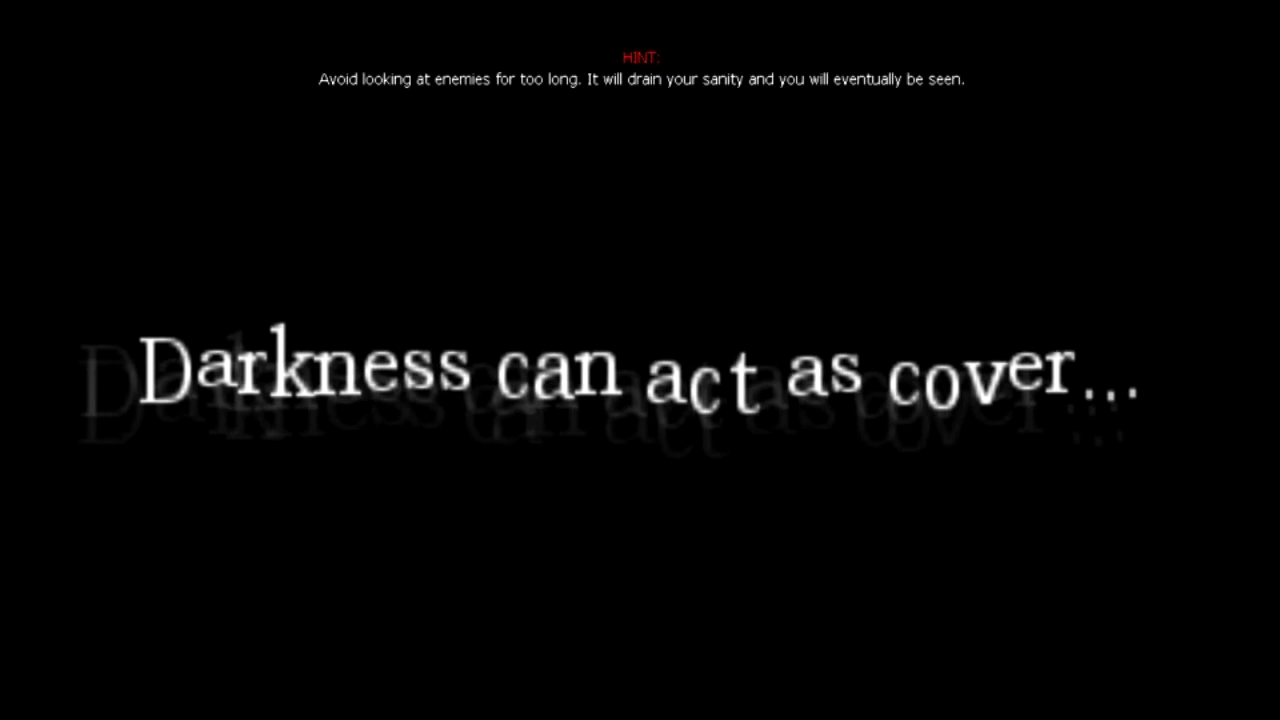 HINT:
Avoid looking at enemies for too long. It will drain your sanity and you will eventually be seen.
Darkness can act as cover...